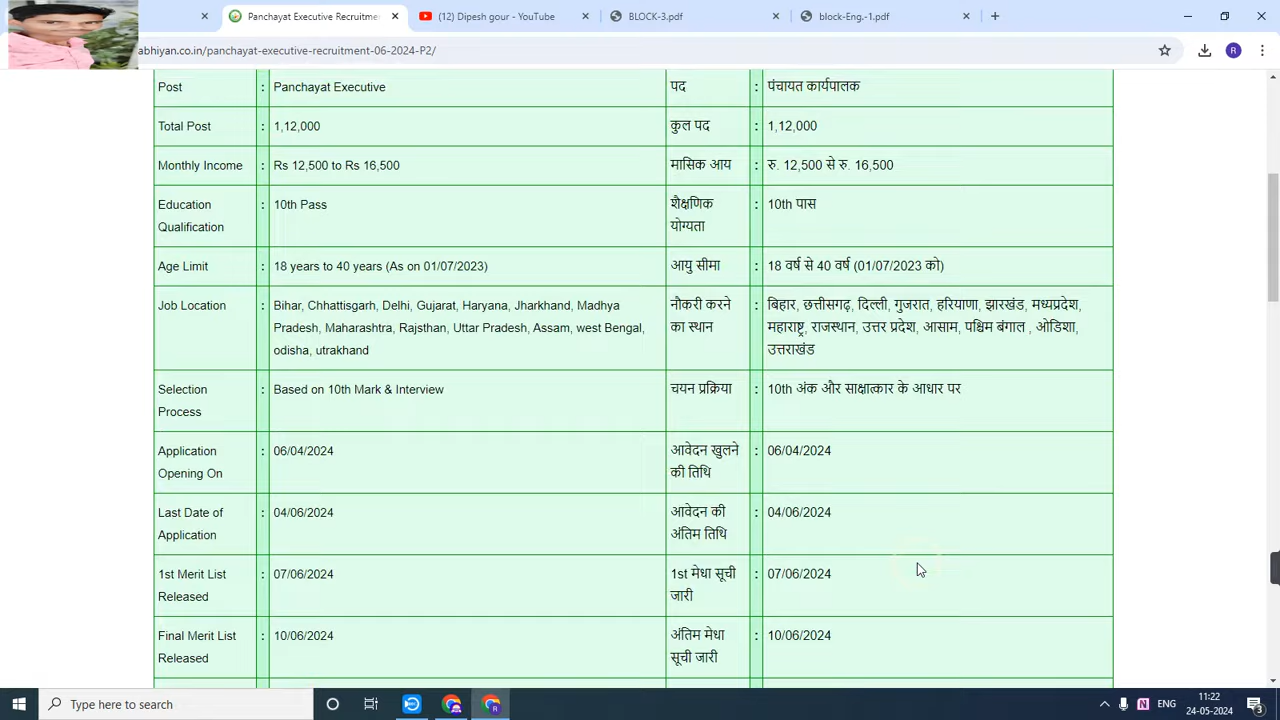 Panchayat Executive Recruitme
(12) Dipesh gour - YouTube
BLOCK-3.pdf
block-Eng.-1.pdf
abhiyan.co.in/panchayat-executive-recruitment-06-2024-P2/
R
Post : Panchayat Executive पद : पंचायत कार्यपालक
Total Post : 1,12,000 कुल पद : 1,12,000
Monthly Income : Rs 12,500 to Rs 16,500 मासिक आय : रु. 12,500 से रु. 16,500
Education : 10th Pass शैक्षणिक : 10th पास
Qualification योग्यता
Age Limit : 18 years to 40 years (As on 01/07/2023) आयु सीमा : 18 वर्ष से 40 वर्ष (01/07/2023 को)
Job Location : Bihar, Chhattisgarh, Delhi, Gujarat, Haryana, Jharkhand, Madhya नौकरी करने : बिहार, छत्तीसगढ़, दिल्ली, गुजरात, हरियाणा, झारखंड, मध्यप्रदेश,
Pradesh, Maharashtra, Rajsthan, Uttar Pradesh, Assam, west Bengal, का स्थान महाराष्ट्र, राजस्थान, उत्तर प्रदेश, आसाम, पश्चिम बंगाल , ओडिशा,
odisha, utrakhand उत्तराखंड
Selection : Based on 10th Mark & Interview चयन प्रक्रिया : 10th अंक और साक्षात्कार के आधार पर
Process
Application : 06/04/2024 आवेदन खुलने : 06/04/2024
Opening On की तिथि
Last Date of : 04/06/2024 आवेदन की : 04/06/2024
Application अंतिम तिथि
1st Merit List : 07/06/2024 1st मेधा सूची : 07/06/2024
Released जारी
Final Merit List : 10/06/2024 अंतिम मेधा : 10/06/2024
Released सूची जारी
Type here to search
ENG
11:22
24-05-2024
3